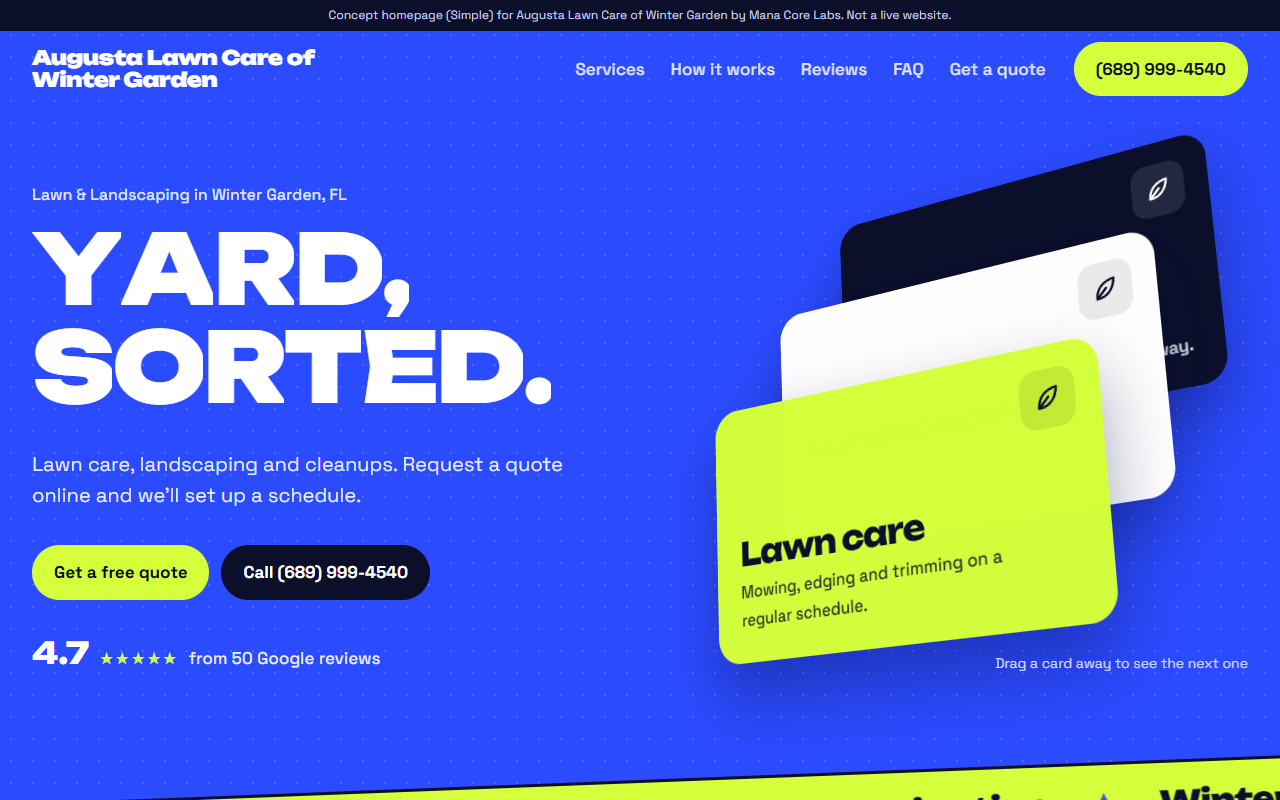 Concept homepage (Simple) for Augusta Lawn Care of Winter Garden by Mana Core Labs. Not a live website.
Augusta Lawn Care of
Winter Garden
Services
How it works
Reviews
FAQ
Get a quote
(689) 999-4540
Lawn & Landscaping in Winter Garden, FL
YARD,
SORTED.
Lawn care, landscaping and cleanups. Request a quote
online and we’ll set up a schedule.
Get a free quote
Call (689) 999-4540
4.7 ★★★★★ from 50 Google reviews
Lawn care
Mowing, edging and trimming on a
regular schedule.
Drag a card away to see the next one